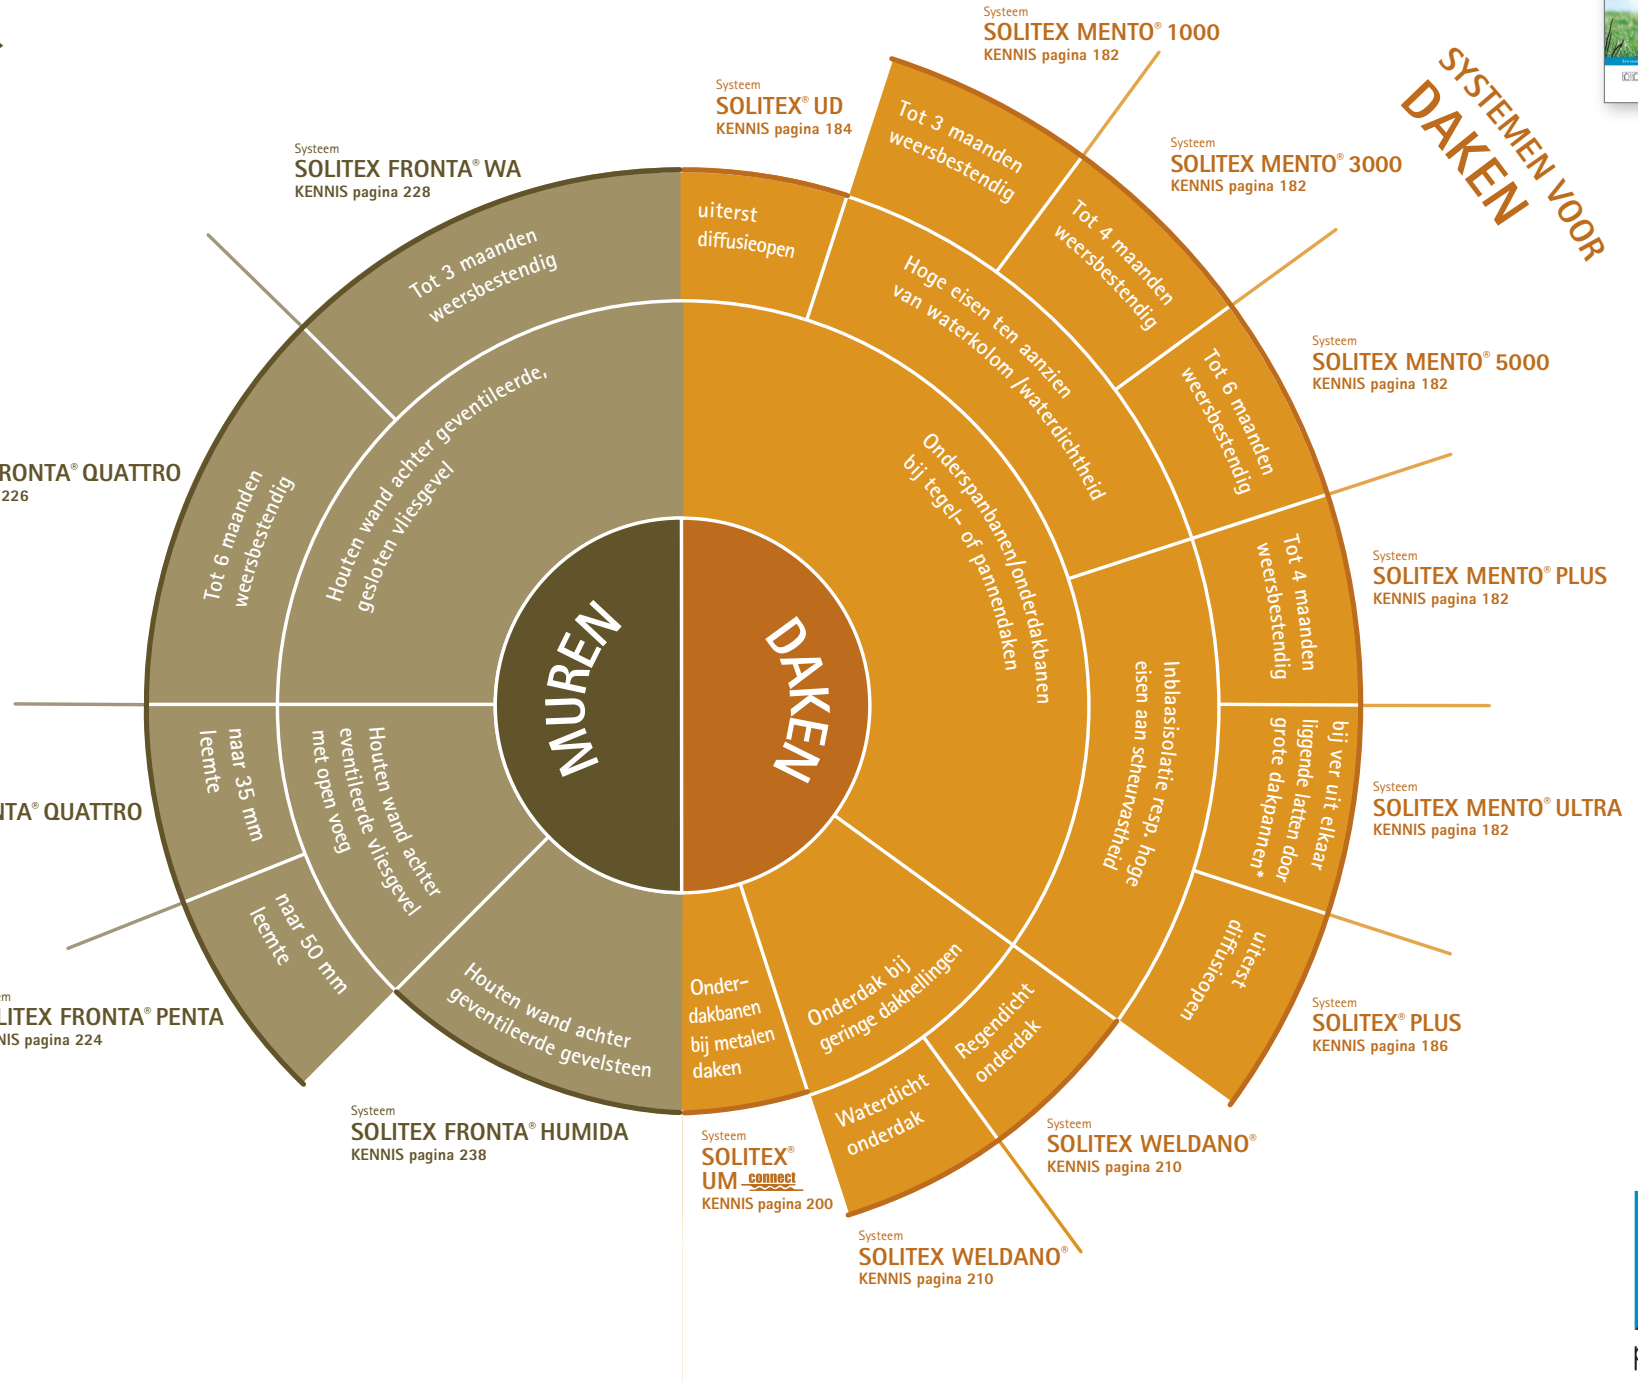 SYSTEMEN VOOR
DAKEN
Systeem
SOLITEX MENTO® 1000
KENNIS pagina 182
Systeem
SOLITEX® UD
KENNIS pagina 184
Systeem
SOLITEX MENTO® 3000
KENNIS pagina 182
Systeem
SOLITEX FRONTA® WA
KENNIS pagina 228
Systeem
SOLITEX MENTO® 5000
KENNIS pagina 182
RONTA® QUATTRO
226
Systeem
SOLITEX MENTO® PLUS
KENNIS pagina 182
NTA® QUATTRO
Systeem
SOLITEX MENTO® ULTRA
KENNIS pagina 182
em
LITEX FRONTA® PENTA
NIS pagina 224
Systeem
SOLITEX® PLUS
KENNIS pagina 186
Systeem
SOLITEX FRONTA® HUMIDA
KENNIS pagina 238
Systeem
SOLITEX®
UM connect
KENNIS pagina 200
Systeem
SOLITEX WELDANO®
KENNIS pagina 210
Systeem
SOLITEX WELDANO®
KENNIS pagina 210
MUREN
Tot 3 maanden
weersbestendig
Tot 6 maanden
weersbestendig
Houten wand achter geventileerde,
gesloten vliesgevel
naar 35 mm
leemte
naar 50 mm
leemte
Houten wand achter
eventileerde vliesgevel
met open voeg
Houten wand achter
geventileerde gevelsteen
DAKEN
uiterst
diffusieopen
Tot 3 maanden
weersbestendig
Tot 4 maanden
weersbestendig
Tot 6 maanden
weersbestendig
Hoge eisen ten aanzien
van waterkolom /waterdichtheid
Onderspanbanen/onderdakbanen
bij tegel- of pannendaken
Tot 4 maanden
weersbestendig
Inblaasisolatie resp. hoge
eisen aan scheurvastheid
bij ver uit elkaar
liggende latten door
grote dakpannen*
uiterst
diffusieopen
Onderdak bij
geringe dakhellingen
Regendicht
onderdak
Waterdicht
onderdak
Onder-
dakbanen
bij metalen
daken